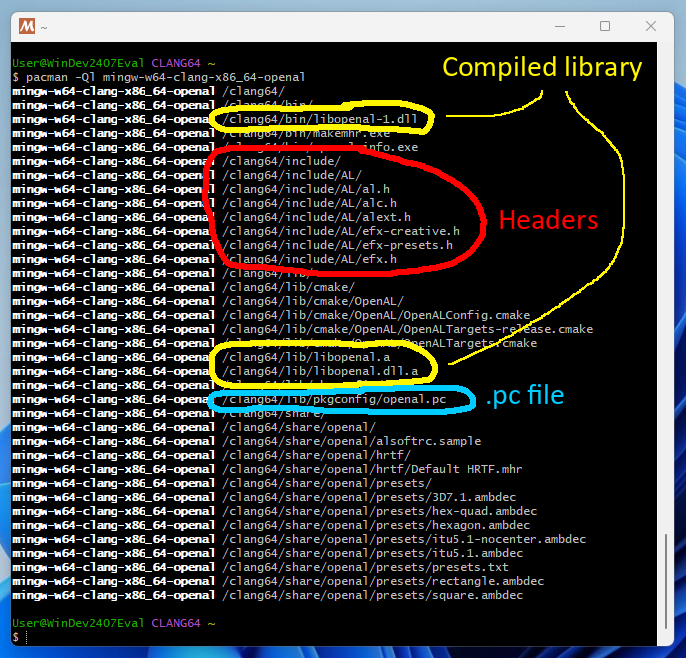 ~
User@WinDev2407Eval CLANG64 ~
$ pacman -Ql mingw-w64-clang-x86_64-openal
Compiled library
mingw-w64-clang-x86_64-openal /clang64/
mingw-w64-clang-x86_64-openal /clang64/bin/
mingw-w64-clang-x86_64-openal /clang64/bin/libopenal-1.dll
mingw-w64-clang-x86_64-openal /clang64/bin/makemhr.exe
mingw-w64-clang-x86_64-openal
mingw-w64-clang-x86_64-openal /clang64/include/
mingw-w64-clang-x86_64-openal /clang64/include/AL/
mingw-w64-clang-x86_64-openal /clang64/include/AL/al.h
mingw-w64-clang-x86_64-openal /clang64/include/AL/alc.h
mingw-w64-clang-x86_64-openal /clang64/include/AL/alext.h
mingw-w64-clang-x86_64-openal /clang64/include/AL/efx-creative.h
Headers
mingw-w64-clang-x86_64-openal /clang64/include/AL/efx-presets.h
mingw-w64-clang-x86_64-openal /clang64/include/AL/efx.h
mingw-w64-clang-x86_64-openal /clang64/lib/
mingw-w64-clang-x86_64-openal /clang64/lib/cmake/
mingw-w64-clang-x86_64-openal /clang64/lib/cmake/OpenAL/
mingw-w64-clang-x86_64-openal /clang64/lib/cmake/OpenAL/OpenALConfig.cmake
mingw-w64-clang-x86_64-openal /clang64/lib/cmake/OpenAL/OpenALTargets-release.cmake
mingw-w64-clang-x86_64-openal /clang64/lib/cmake/OpenAL/OpenALTargets.cmake
mingw-w64-clang-x86_64-openal /clang64/lib/libopenal.a
mingw-w64-clang-x86_64-openal /clang64/lib/libopenal.dll.a
mingw-w64-clang-x86_64-openal
mingw-w64-clang-x86_64-openal /clang64/lib/pkgconfig/openal.pc
.pc file
mingw-w64-clang-x86_64-openal /clang64/share/
mingw-w64-clang-x86_64-openal /clang64/share/openal/
mingw-w64-clang-x86_64-openal /clang64/share/openal/alsoftrc.sample
mingw-w64-clang-x86_64-openal /clang64/share/openal/hrtf/
mingw-w64-clang-x86_64-openal /clang64/share/openal/hrtf/Default HRTF.mhr
mingw-w64-clang-x86_64-openal /clang64/share/openal/presets/
mingw-w64-clang-x86_64-openal /clang64/share/openal/presets/3D7.1.ambdec
mingw-w64-clang-x86_64-openal /clang64/share/openal/presets/hex-quad.ambdec
mingw-w64-clang-x86_64-openal /clang64/share/openal/presets/hexagon.ambdec
mingw-w64-clang-x86_64-openal /clang64/share/openal/presets/itu5.1-nocenter.ambdec
mingw-w64-clang-x86_64-openal /clang64/share/openal/presets/itu5.1.ambdec
mingw-w64-clang-x86_64-openal /clang64/share/openal/presets/presets.txt
mingw-w64-clang-x86_64-openal /clang64/share/openal/presets/rectangle.ambdec
mingw-w64-clang-x86_64-openal /clang64/share/openal/presets/square.ambdec
User@WinDev2407Eval CLANG64 ~
$